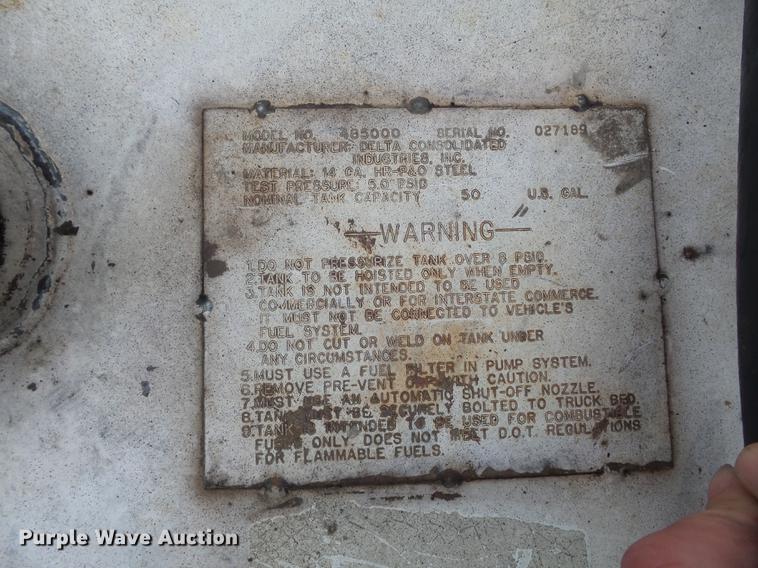 MODEL NO. 485000 SERIAL NO. 027189
MANUFACTURER: DELTA CONSOLIDATED
INDUSTRIES, INC.
MATERIAL: 14 GA. HR-P&O STEEL
TEST PRESSURE: 5.0 PSIG
NOMINAL TANK CAPACITY 50 U.S. GAL.
WARNING
1. DO NOT PRESSURIZE TANK OVER 8 PSIG.
2. TANK TO BE HOISTED ONLY WHEN EMPTY.
3. TANK IS NOT INTENDED TO BE USED
COMMERCIALLY OR FOR INTERSTATE COMMERCE.
IT MUST NOT BE CONNECTED TO VEHICLE'S
FUEL SYSTEM.
4. DO NOT CUT OR WELD ON TANK UNDER
ANY CIRCUMSTANCES.
5. MUST USE A FUEL FILTER IN PUMP SYSTEM.
6. REMOVE PRE-VENT CAP WITH CAUTION.
7. MUST USE AN AUTOMATIC SHUT-OFF NOZZLE.
8. TANK MUST BE SECURELY BOLTED TO TRUCK BED.
9. TANK IS INTENDED TO BE USED FOR COMBUSTIBLE
FUELS ONLY. DOES NOT MEET D.O.T. REGULATIONS
FOR FLAMMABLE FUELS.
Purple Wave Auction